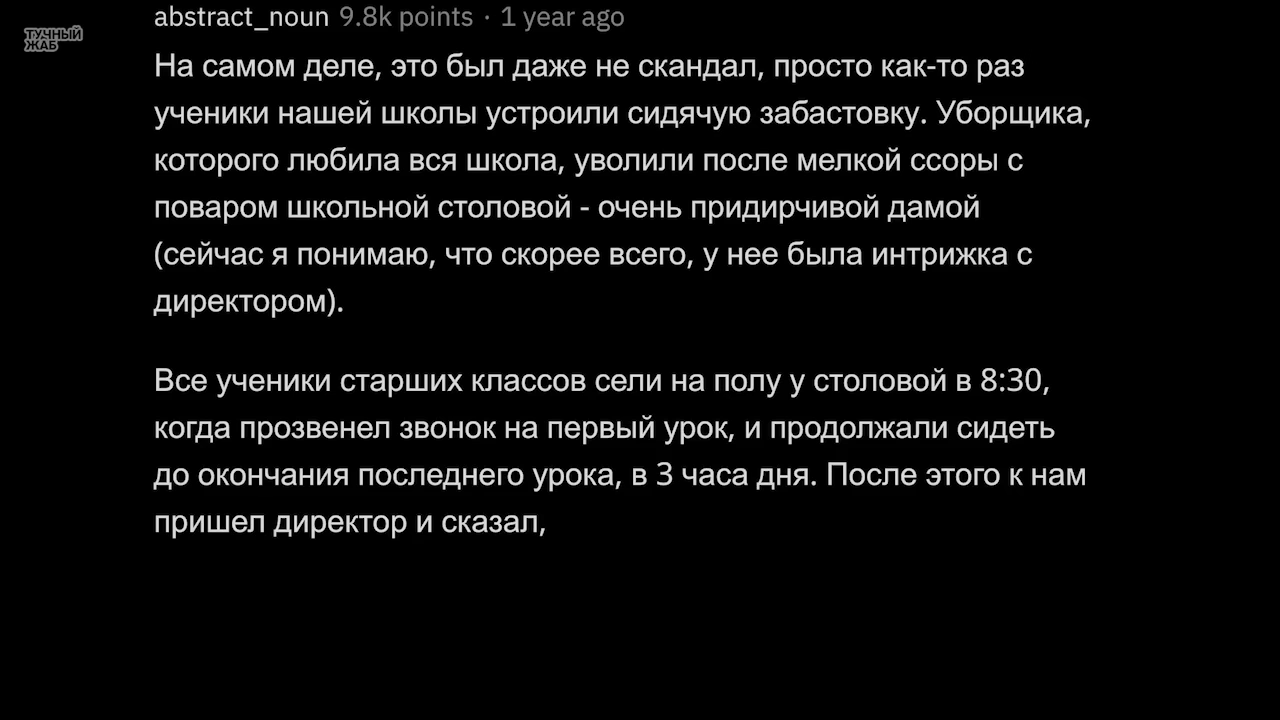 abstract_noun 9.8k points · 1 year ago
ТУЧНЫЙ
ЖАБ
На самом деле, это был даже не скандал, просто как-то раз
ученики нашей школы устроили сидячую забастовку. Уборщика,
которого любила вся школа, уволили после мелкой ссоры с
поваром школьной столовой - очень придирчивой дамой
(сейчас я понимаю, что скорее всего, у нее была интрижка с
директором).
Все ученики старших классов сели на полу у столовой в 8:30,
когда прозвенел звонок на первый урок, и продолжали сидеть
до окончания последнего урока, в 3 часа дня. После этого к нам
пришел директор и сказал,